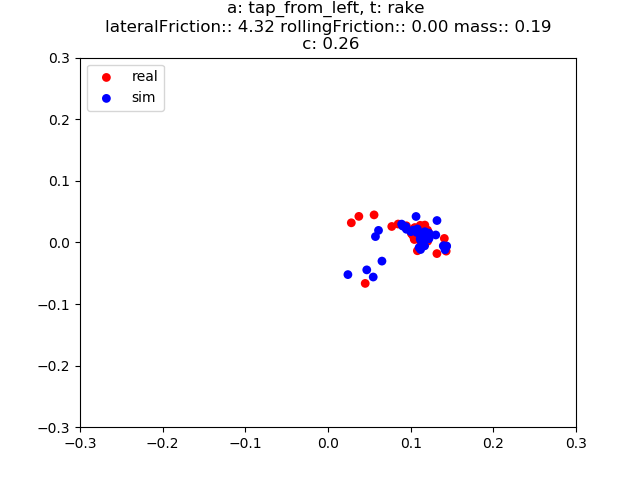 a: tap_from_left, t: rake
lateralFriction:: 4.32 rollingFriction:: 0.00 mass:: 0.19
c: 0.26
real
sim
0.3
0.2
0.1
0.0
−0.1
−0.2
−0.3
−0.3
−0.2
−0.1
0.0
0.1
0.2
0.3